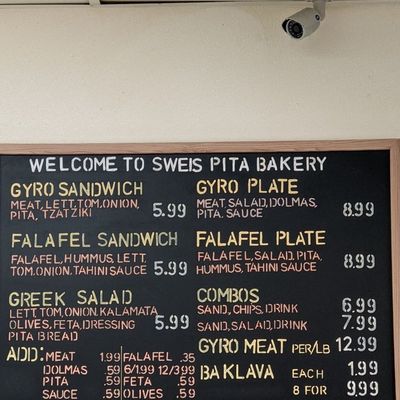 WELCOME TO SWEIS PITA BAKERY
GYRO SANDWICH
MEAT, LETT, TOM, ONION,
PITA, TZATZIKI 5.99
FALAFEL SANDWICH
FALAFEL, HUMMUS, LETT,
TOM, ONION, TAHINI SAUCE 5.99
GREEK SALAD
LETT, TOM, ONION, KALAMATA,
OLIVES, FETA, DRESSING 5.99
PITA BREAD
ADD: MEAT 1.99
DOLMAS .59
PITA .59
SAUCE .59
FALAFEL .35
6/1.99 12/3.99
FETA .59
OLIVES .59
GYRO PLATE
MEAT, SALAD, DOLMAS,
PITA, SAUCE 8.99
FALAFEL PLATE
FALAFEL, SALAD, PITA,
HUMMUS, TAHINI SAUCE 8.99
COMBOS
SAND, CHIPS, DRINK 6.99
SAND, SALAD, DRINK 7.99
GYRO MEAT PER/LB 12.99
BAKLAVA EACH 1.99
8 FOR 9.99